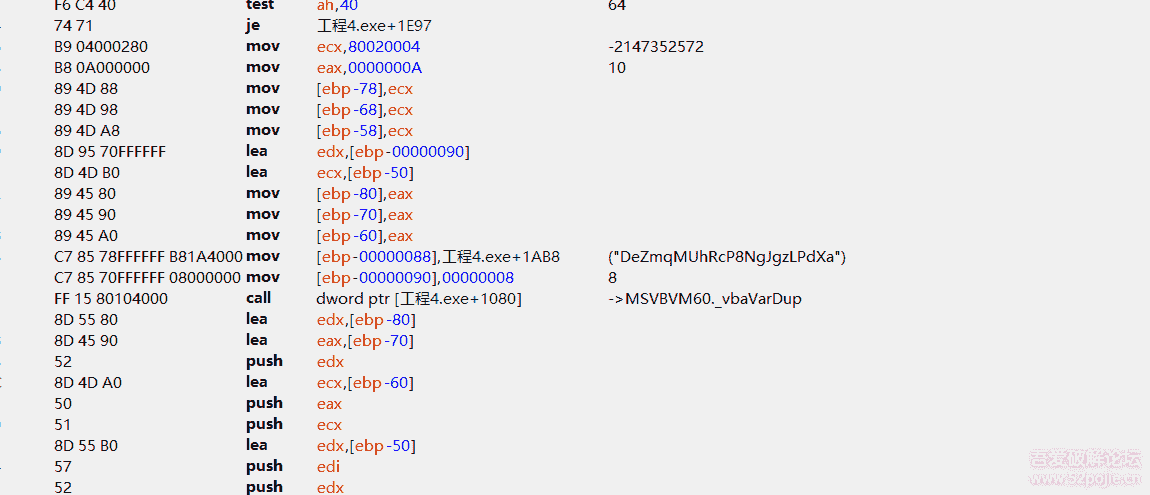 F6 C4 40 test ah,40 64
74 71 je 工程4.exe+1E97
B9 04000280 mov ecx,80020004 -2147352572
B8 0A000000 mov eax,0000000A 10
89 4D 88 mov [ebp-78],ecx
89 4D 98 mov [ebp-68],ecx
89 4D A8 mov [ebp-58],ecx
8D 95 70FFFFFF lea edx,[ebp-00000090]
8D 4D B0 lea ecx,[ebp-50]
89 45 80 mov [ebp-80],eax
89 45 90 mov [ebp-70],eax
89 45 A0 mov [ebp-60],eax
C7 85 78FFFFFF B81A4000 mov [ebp-00000088],工程4.exe+1AB8 ("DeZmqMUhRcP8NgJgzLPdXa")
C7 85 70FFFFFF 08000000 mov [ebp-00000090],00000008 8
FF 15 80104000 call dword ptr [工程4.exe+1080] ->MSVBVM60._vbaVarDup
8D 55 80 lea edx,[ebp-80]
8D 45 90 lea eax,[ebp-70]
52 push edx
8D 4D A0 lea ecx,[ebp-60]
50 push eax
51 push ecx
8D 55 B0 lea edx,[ebp-50]
57 push edi
52 push edx
吾爱破解论坛
www.52pojie.cn